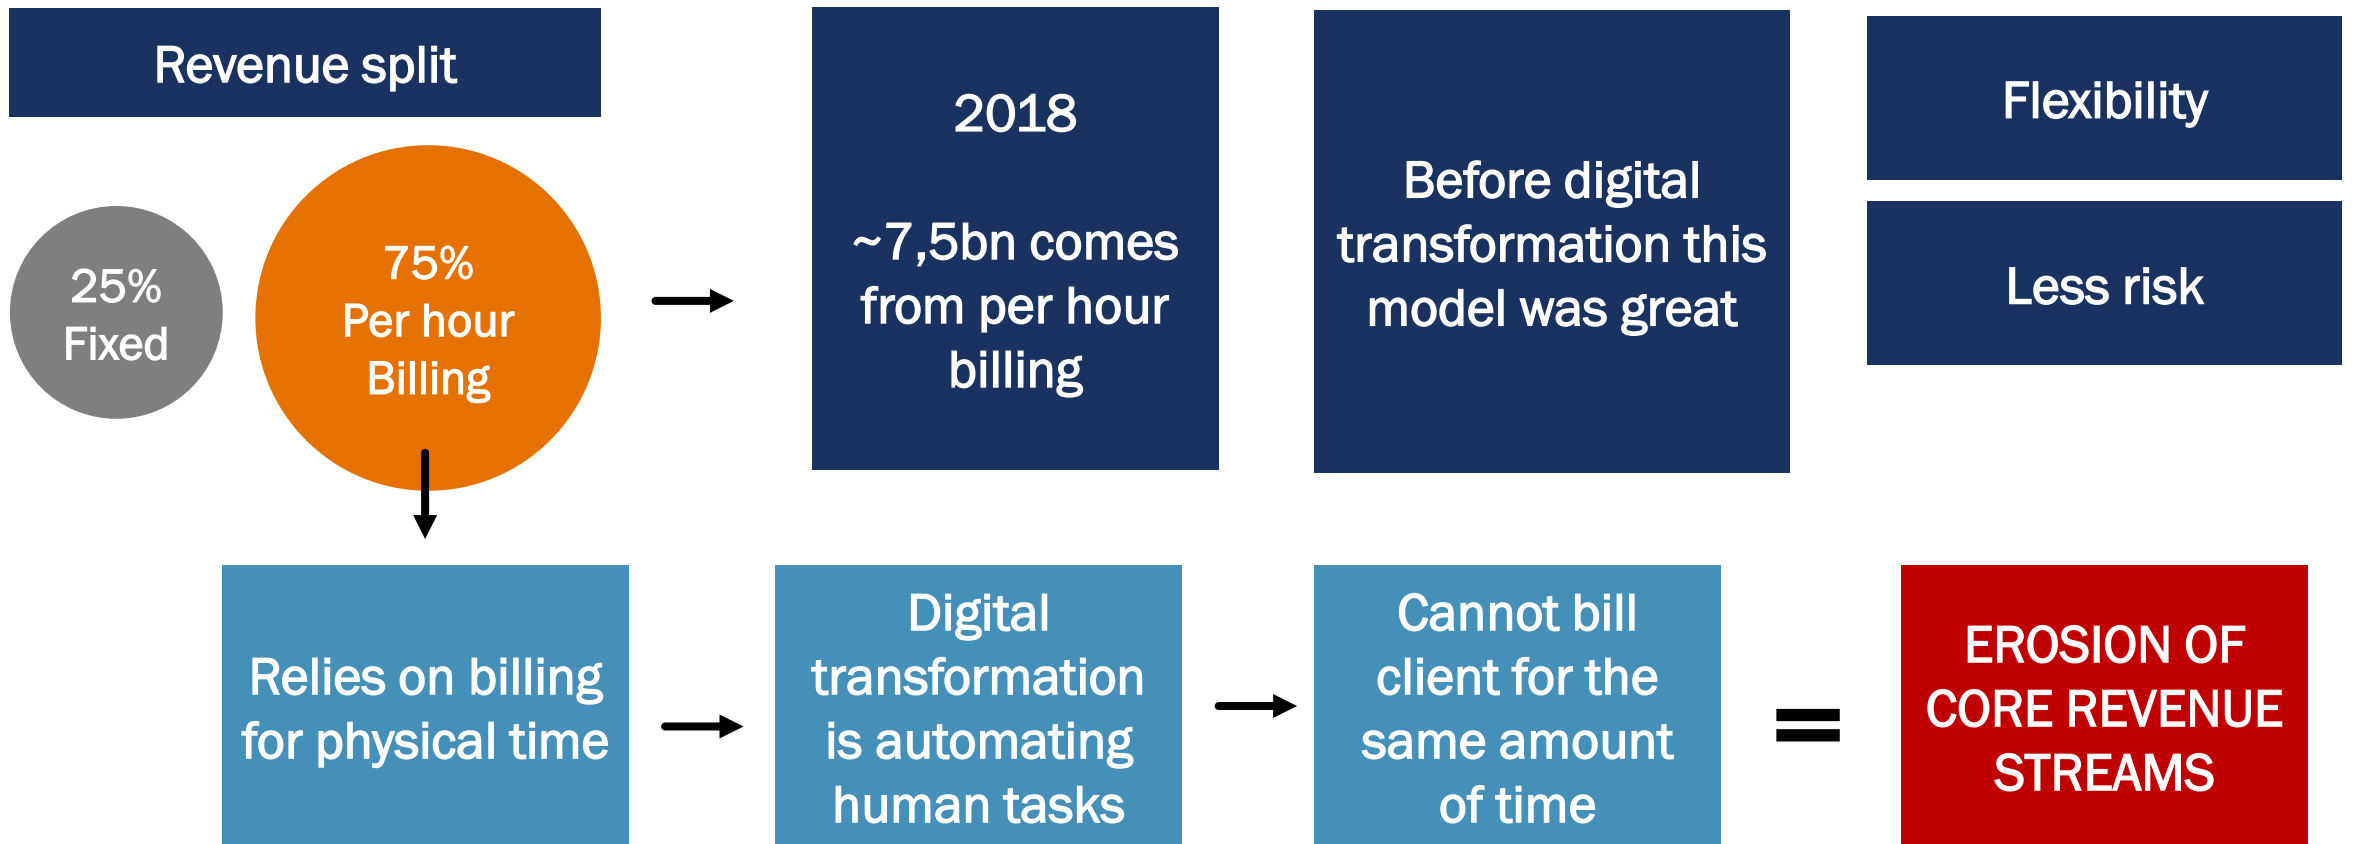 Revenue split
25%
Fixed
75%
Per hour
Billing
2018
~7,5bn comes
from per hour
billing
Before digital
transformation this
model was great
Flexibility
Less risk
Relies on billing
for physical time
Digital
transformation
is automating
human tasks
Cannot bill
client for the
same amount
of time
=
EROSION OF
CORE REVENUE
STREAMS